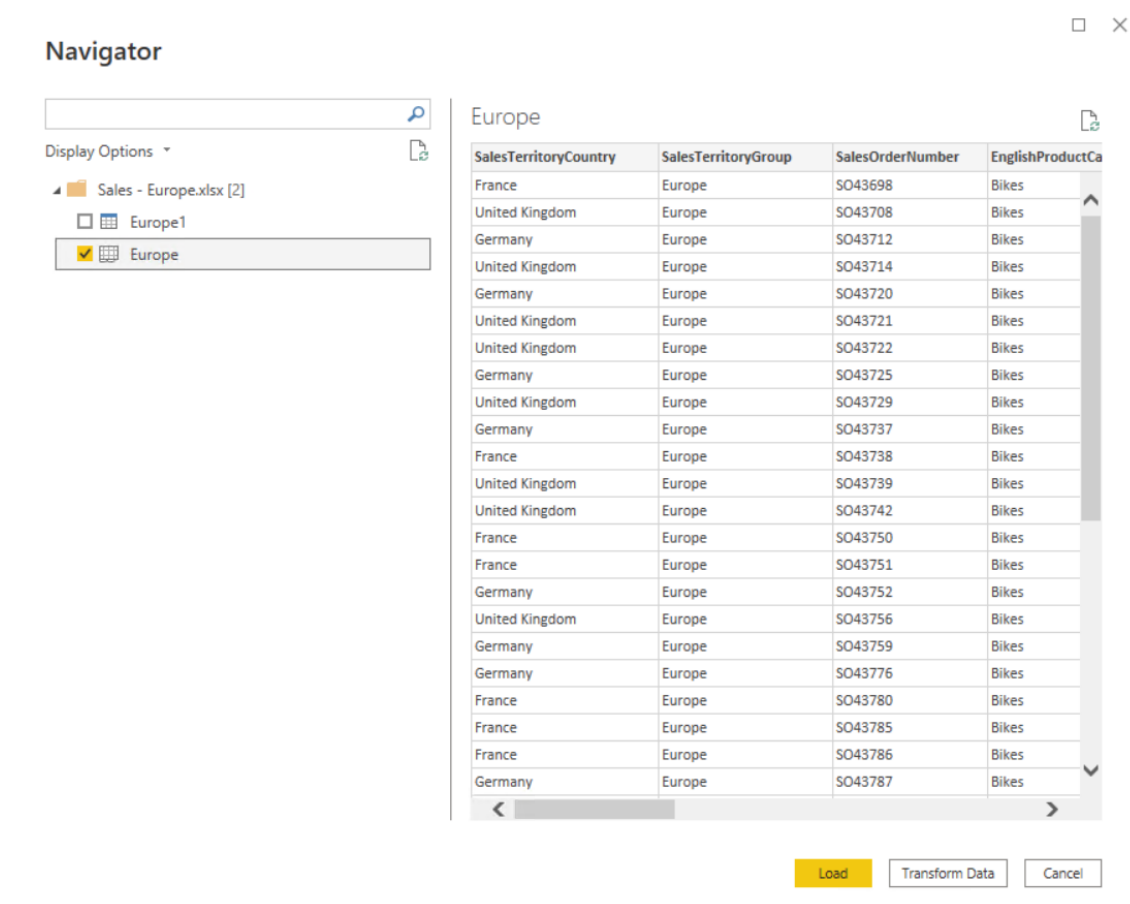 Navigator
Display Options
Sales - Europe.xlsx [2]
Europe1
Europe
Europe
SalesTerritoryCountry SalesTerritoryGroup SalesOrderNumber EnglishProductCa
France Europe SO43698 Bikes
United Kingdom Europe SO43708 Bikes
Germany Europe SO43712 Bikes
United Kingdom Europe SO43714 Bikes
Germany Europe SO43720 Bikes
United Kingdom Europe SO43721 Bikes
United Kingdom Europe SO43722 Bikes
Germany Europe SO43725 Bikes
United Kingdom Europe SO43729 Bikes
Germany Europe SO43737 Bikes
France Europe SO43738 Bikes
United Kingdom Europe SO43739 Bikes
United Kingdom Europe SO43742 Bikes
France Europe SO43750 Bikes
France Europe SO43751 Bikes
Germany Europe SO43752 Bikes
United Kingdom Europe SO43756 Bikes
Germany Europe SO43759 Bikes
Germany Europe SO43776 Bikes
France Europe SO43780 Bikes
France Europe SO43785 Bikes
France Europe SO43786 Bikes
Germany Europe SO43787 Bikes
Load Transform Data Cancel